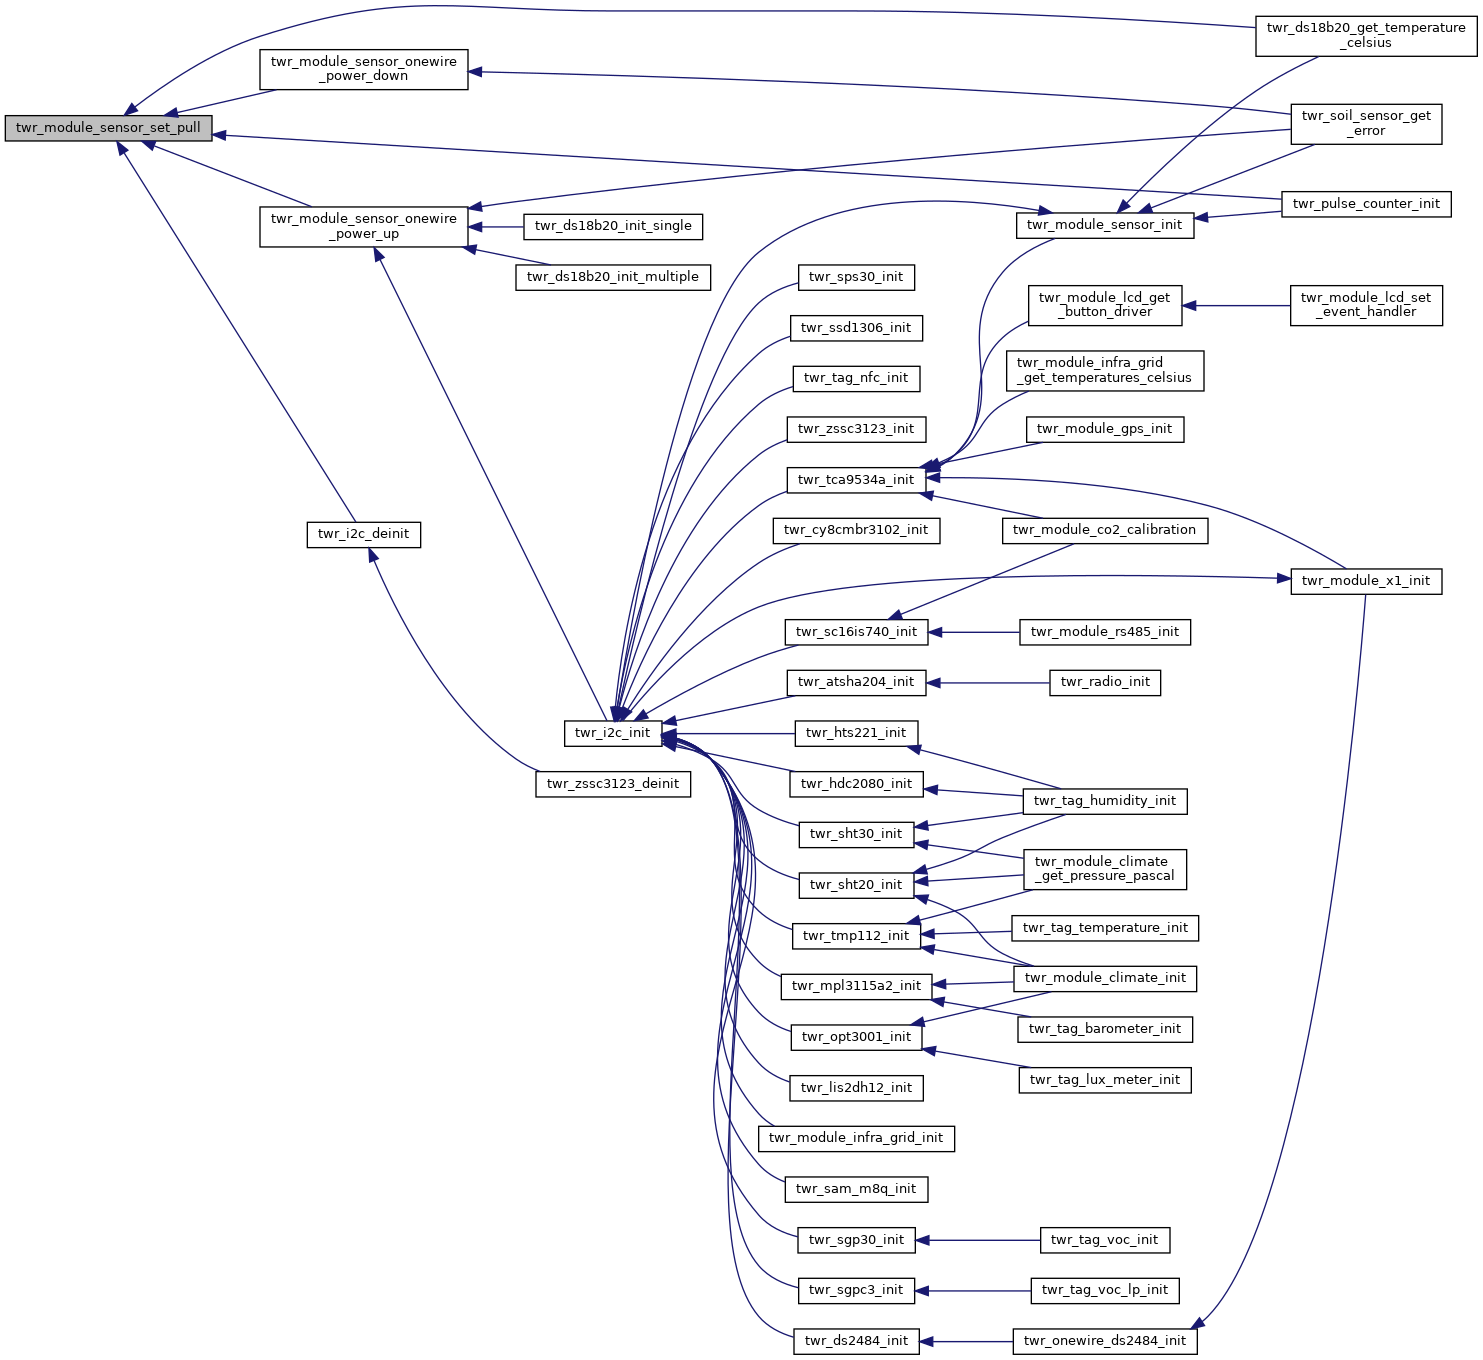 twr_ds18b20_get_temperature
_celsius
twr_module_sensor_onewire
_power_down
twr_module_sensor_set_pull
twr_soil_sensor_get
_error
twr_pulse_counter_init
twr_module_sensor_onewire
_power_up
twr_ds18b20_init_single
twr_module_sensor_init
twr_ds18b20_init_multiple
twr_sps30_init
twr_module_lcd_get
_button_driver
twr_module_lcd_set
_event_handler
twr_ssd1306_init
twr_module_infra_grid
_get_temperatures_celsius
twr_tag_nfc_init
twr_zssc3123_init
twr_module_gps_init
twr_tca9534a_init
twr_i2c_deinit
twr_cy8cmbr3102_init
twr_module_co2_calibration
twr_module_x1_init
twr_sc16is740_init
twr_module_rs485_init
twr_atsha204_init
twr_radio_init
twr_i2c_init
twr_hts221_init
twr_zssc3123_deinit
twr_hdc2080_init
twr_tag_humidity_init
twr_sht30_init
twr_module_climate
_get_pressure_pascal
twr_sht20_init
twr_tmp112_init
twr_tag_temperature_init
twr_mpl3115a2_init
twr_module_climate_init
twr_opt3001_init
twr_tag_barometer_init
twr_lis2dh12_init
twr_tag_lux_meter_init
twr_module_infra_grid_init
twr_sam_m8q_init
twr_sgp30_init
twr_tag_voc_init
twr_sgpc3_init
twr_tag_voc_lp_init
twr_ds2484_init
twr_onewire_ds2484_init